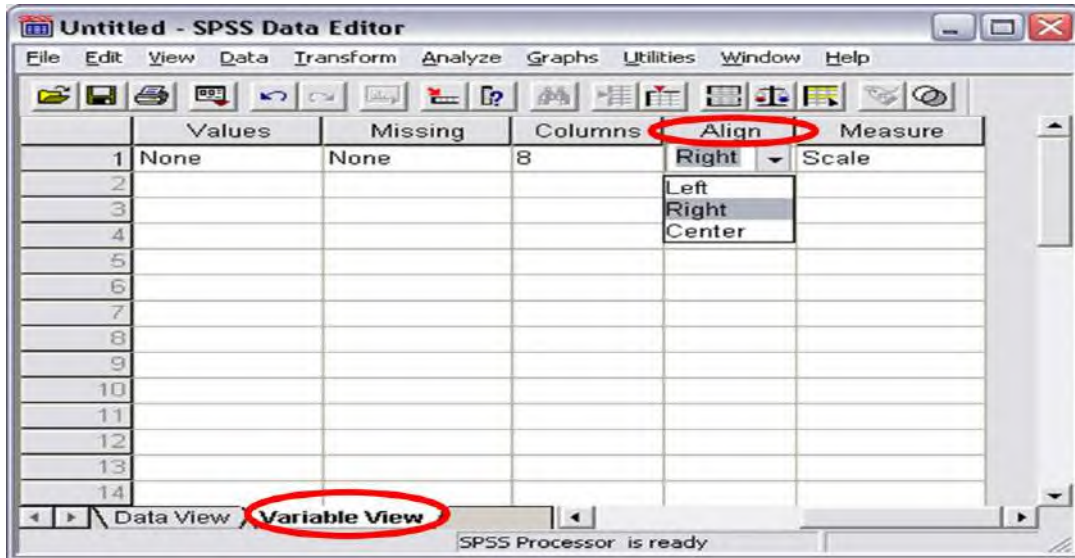 Untitled - SPSS Data Editor
File Edit View Data Transform Analyze Graphs Utilities Window Help
Values Missing Columns Align Measure
1 None None 8 Right Scale
2 Left
3 Right
4 Center
5
6
7
8
9
10
11
12
13
14
Data View Variable View
SPSS Processor is ready